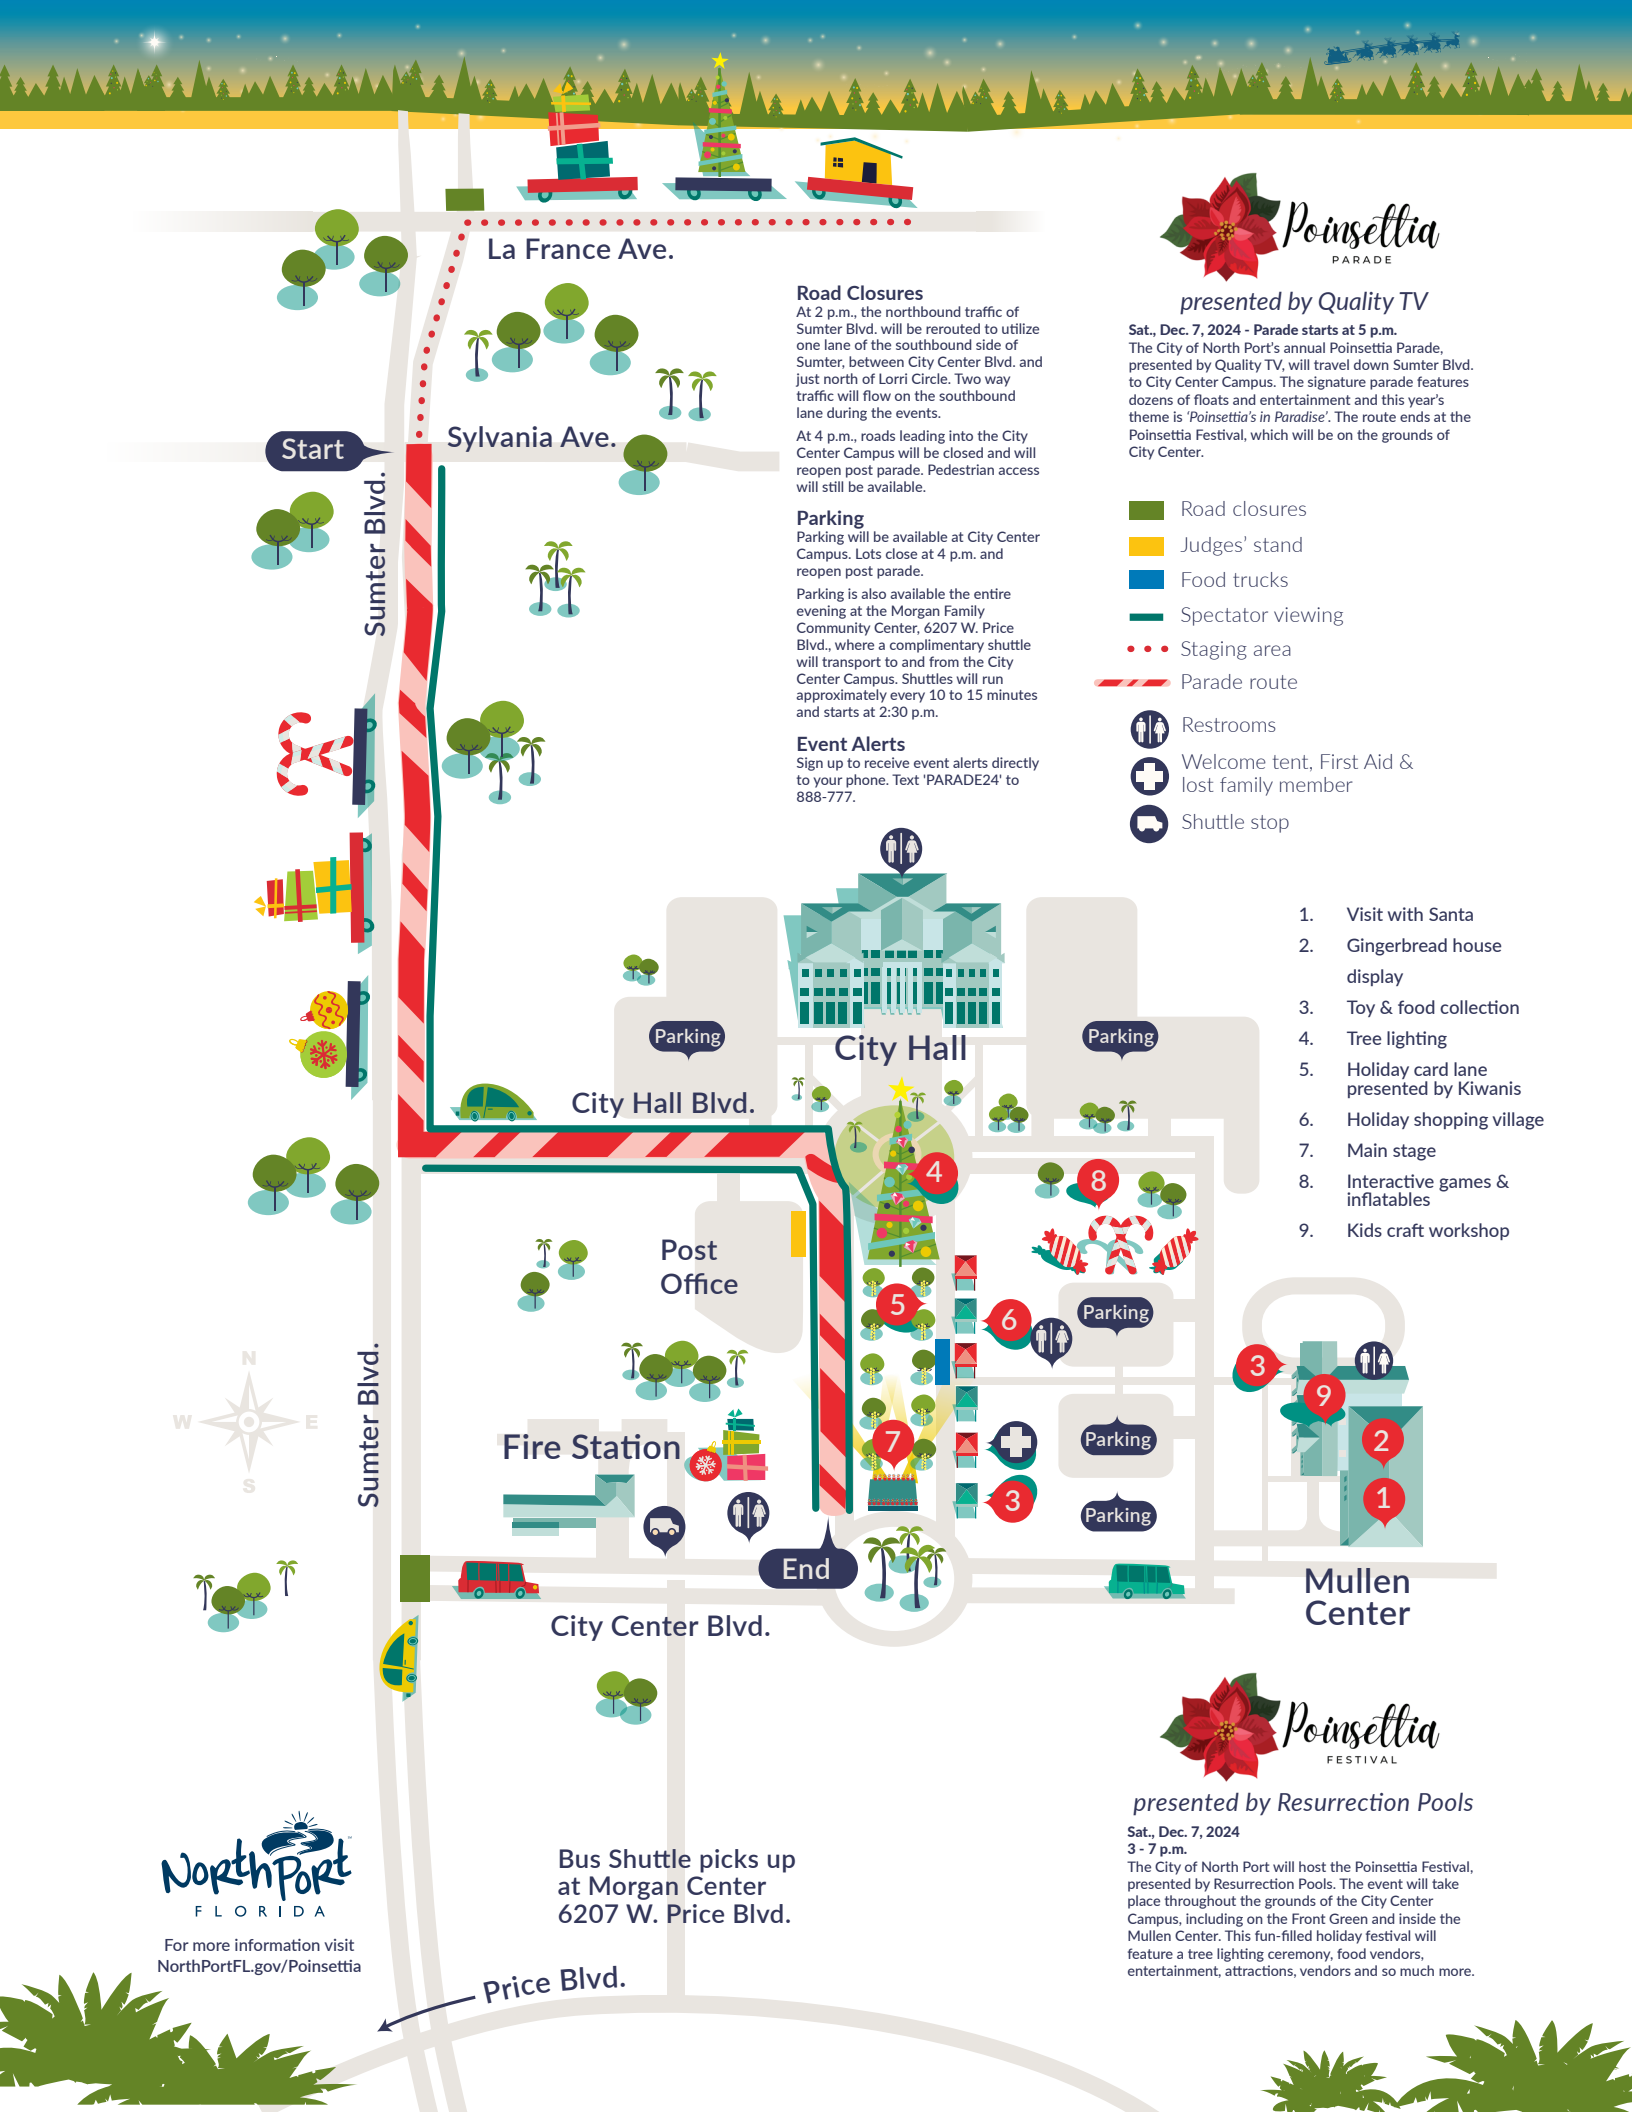 La France Ave.
Start
Sylvania Ave.
Sumter Blvd.
Road Closures
At 2 p.m., the northbound traffic of
Sumter Blvd. will be rerouted to utilize
one lane of the southbound side of
Sumter, between City Center Blvd. and
just north of Lorri Circle. Two way
traffic will flow on the southbound
lane during the events.
At 4 p.m., roads leading into the City
Center Campus will be closed and will
reopen post parade. Pedestrian access
will still be available.
Parking
Parking will be available at City Center
Campus. Lots close at 4 p.m. and
reopen post parade.
Parking is also available the entire
evening at the Morgan Family
Community Center, 6207 W. Price
Blvd., where a complimentary shuttle
will transport to and from the City
Center Campus. Shuttles will run
approximately every 10 to 15 minutes
and starts at 2:30 p.m.
Event Alerts
Sign up to receive event alerts directly
to your phone. Text 'PARADE24' to
888-777.
Poinsettia
PARADE
presented by Quality TV
Sat., Dec. 7, 2024 - Parade starts at 5 p.m.
The City of North Port's annual Poinsettia Parade,
presented by Quality TV, will travel down Sumter Blvd.
to City Center Campus. The signature parade features
dozens of floats and entertainment and this year's
theme is 'Poinsettia's in Paradise'. The route ends at the
Poinsettia Festival, which will be on the grounds of
City Center.
Road closures
Judges' stand
Food trucks
Spectator viewing
Staging area
Parade route
Restrooms
Welcome tent, First Aid &
lost family member
Shuttle stop
1. Visit with Santa
2. Gingerbread house
display
3. Toy & food collection
4. Tree lighting
5. Holiday card lane
presented by Kiwanis
6. Holiday shopping village
7. Main stage
8. Interactive games &
inflatables
9. Kids craft workshop
Parking
City Hall
Parking
City Hall Blvd.
4
8
Post
Office
5
6
Parking
3
9
N
W E
S
Sumter Blvd.
Fire Station
7
Parking
2
3
Parking
1
End
City Center Blvd.
Mullen
Center
Poinsettia
FESTIVAL
presented by Resurrection Pools
Sat., Dec. 7, 2024
3 - 7 p.m.
The City of North Port will host the Poinsettia Festival,
presented by Resurrection Pools. The event will take
place throughout the grounds of the City Center
Campus, including on the Front Green and inside the
Mullen Center. This fun-filled holiday festival will
feature a tree lighting ceremony, food vendors,
entertainment, attractions, vendors and so much more.
North Port
FLORIDA
For more information visit
NorthPortFL.gov/Poinsettia
Bus Shuttle picks up
at Morgan Center
6207 W. Price Blvd.
Price Blvd.